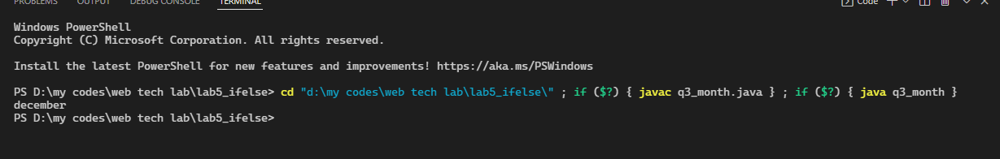 PROBLEMS OUTPUT DEBUG CONSOLE TERMINAL Code
Windows PowerShell
Copyright (C) Microsoft Corporation. All rights reserved.
Install the latest PowerShell for new features and improvements! https://aka.ms/PSWindows
PS D:\my codes\web tech lab\lab5_ifelse> cd "d:\my codes\web tech lab\lab5_ifelse\" ; if ($?) { javac q3_month.java } ; if ($?) { java q3_month }
december
PS D:\my codes\web tech lab\lab5_ifelse>